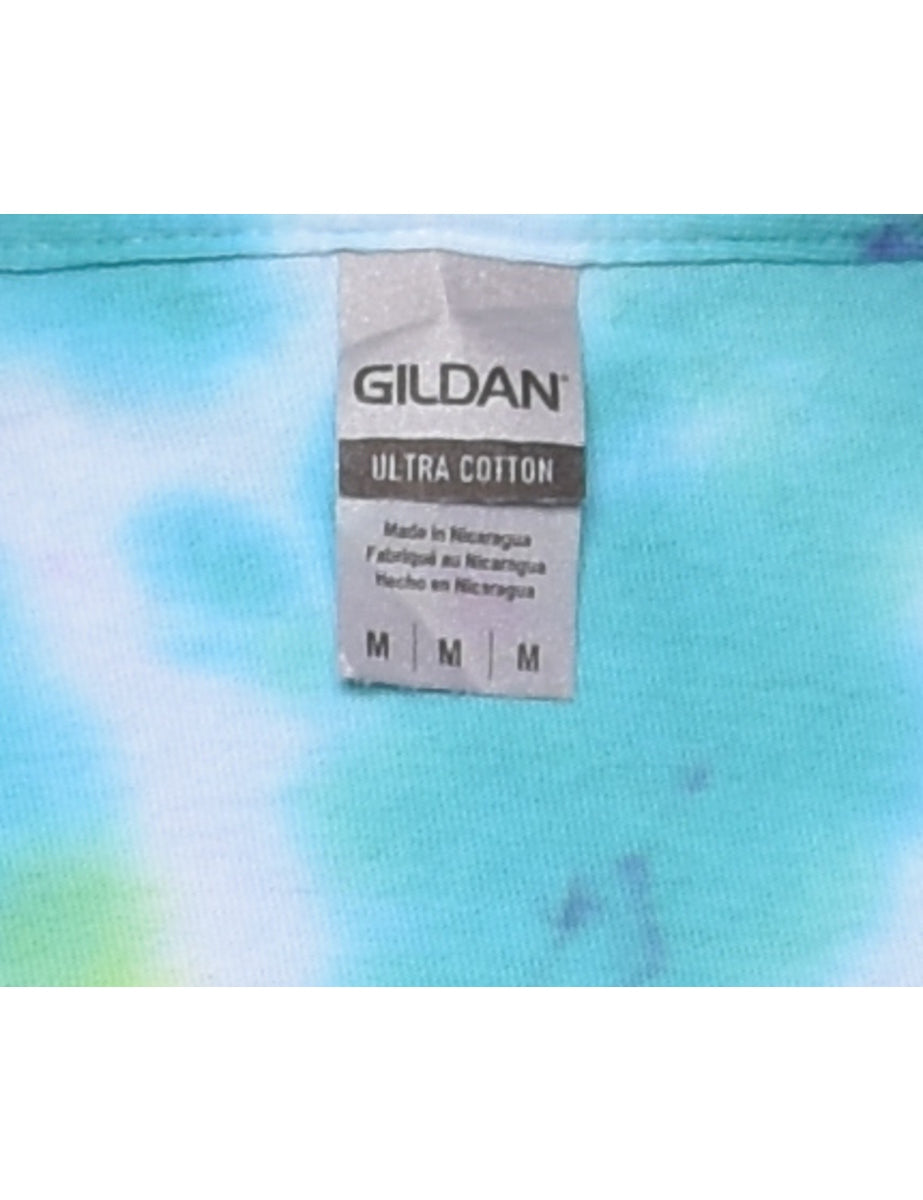 GILDAN
ULTRA COTTON
Made in Nicaragua
Fabriqué au Nicaragua
Hecho en Nicaragua
M | M | M